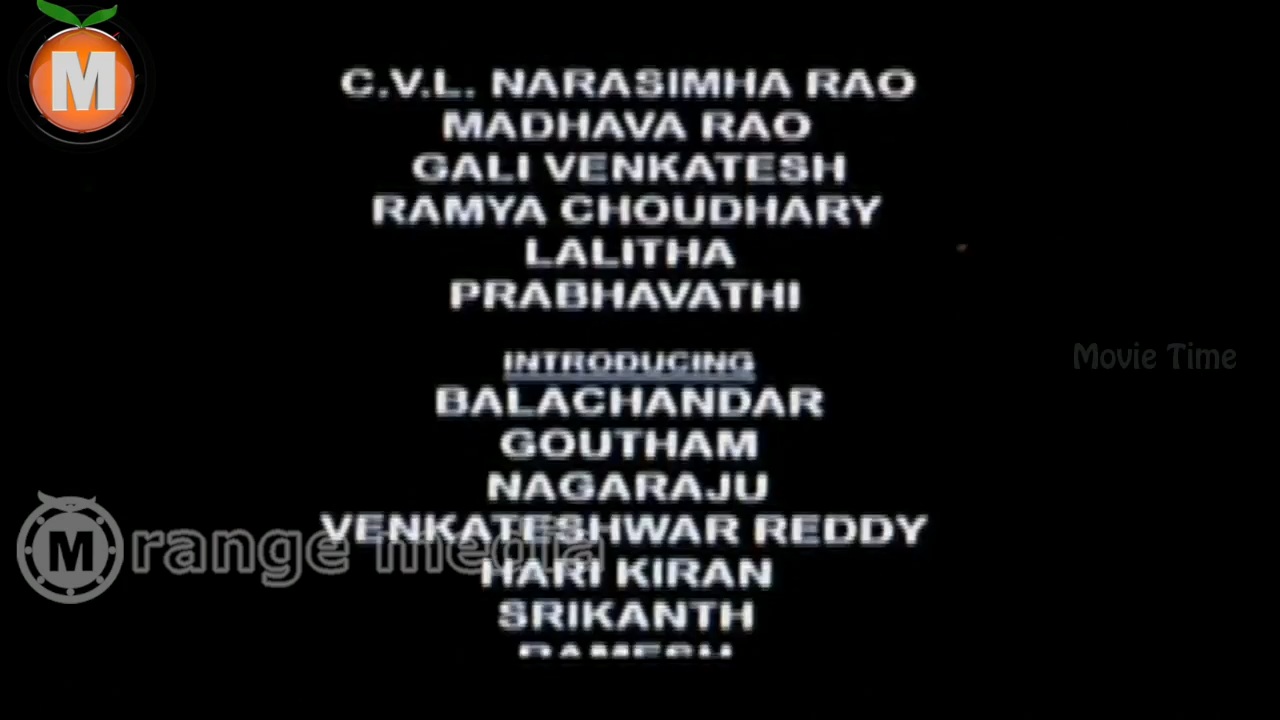 M
C.V.L. NARASIMHA RAO
MADHAVA RAO
GALI VENKATESH
RAMYA CHOUDHARY
LALITHA
PRABHAVATHI
INTRODUCING
Movie Time
BALACHANDAR
GOUTHAM
NAGARAJU
VENKATESHWAR REDDY
M range media
HARI KIRAN
SRIKANTH
RAMESH